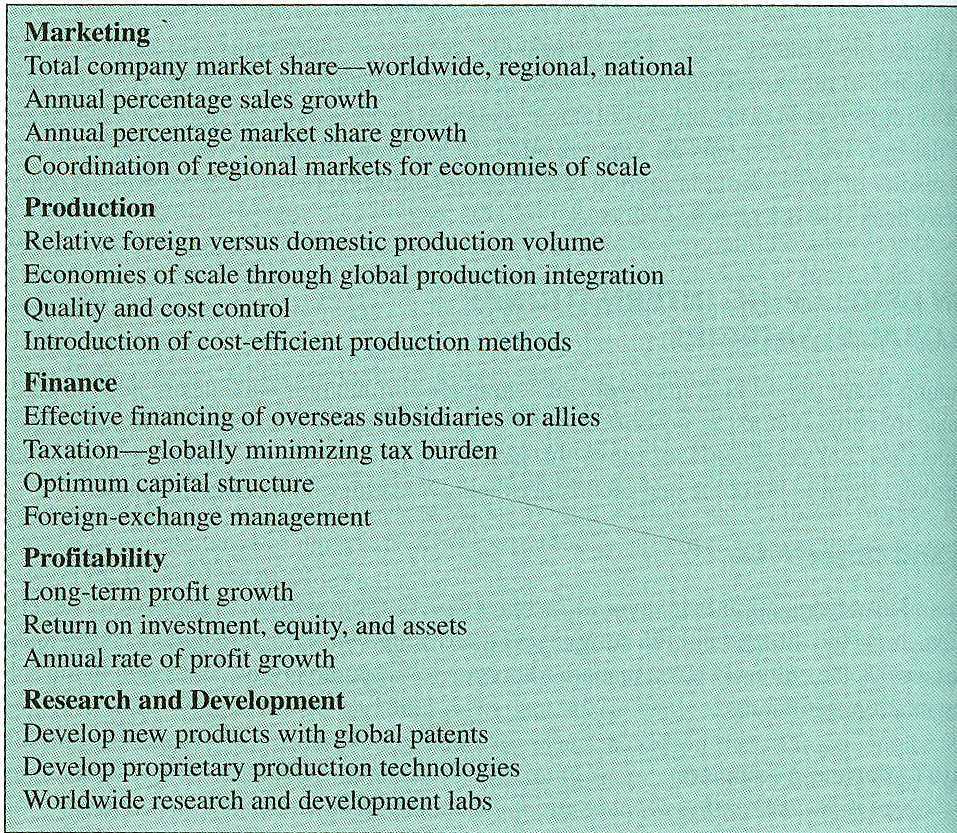 Marketing
Total company market share—worldwide, regional, national
Annual percentage sales growth
Annual percentage market share growth
Coordination of regional markets for economies of scale
Production
Relative foreign versus domestic production volume
Economies of scale through global production integration
Quality and cost control
Introduction of cost-efficient production methods
Finance
Effective financing of overseas subsidiaries or allies
Taxation—globally minimizing tax burden
Optimum capital structure
Foreign-exchange management
Profitability
Long-term profit growth
Return on investment, equity, and assets
Annual rate of profit growth
Research and Development
Develop new products with global patents
Develop proprietary production technologies
Worldwide research and development labs